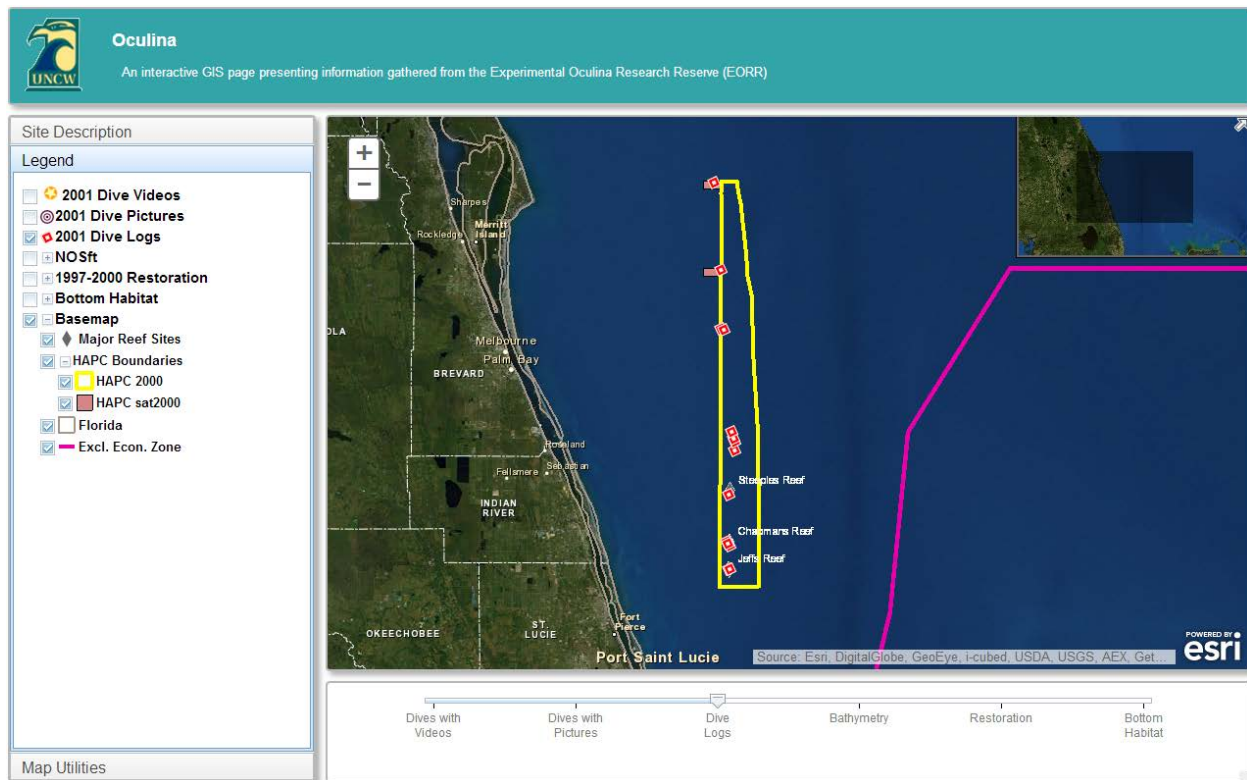 UNCW
Oculina
An interactive GIS page presenting information gathered from the Experimental Oculina Research Reserve (EORR)
Site Description
Legend
2001 Dive Videos
2001 Dive Pictures
2001 Dive Logs
NOSft
1997-2000 Restoration
Bottom Habitat
Basemap
Major Reef Sites
HAPC Boundaries
HAPC 2000
HAPC sat2000
Florida
Excl. Econ. Zone
Map Utilities
+
−
Sharpes
Merritt
Island
Rockledge
OLA
Melbourne
Palm Bay
BREVARD
Roseland
Sebastian
Fellsmere
INDIAN
RIVER
Steeples Reef
Chapmans Reef
Jeffs Reef
Fort
Pierce
ST.
LUCIE
OKEECHOBEE
Port Saint Lucie
Source: Esri, DigitalGlobe, GeoEye, i-cubed, USDA, USGS, AEX, Get...
POWERED BY
esri
Dives with
Videos
Dives with
Pictures
Dive
Logs
Bathymetry
Restoration
Bottom
Habitat